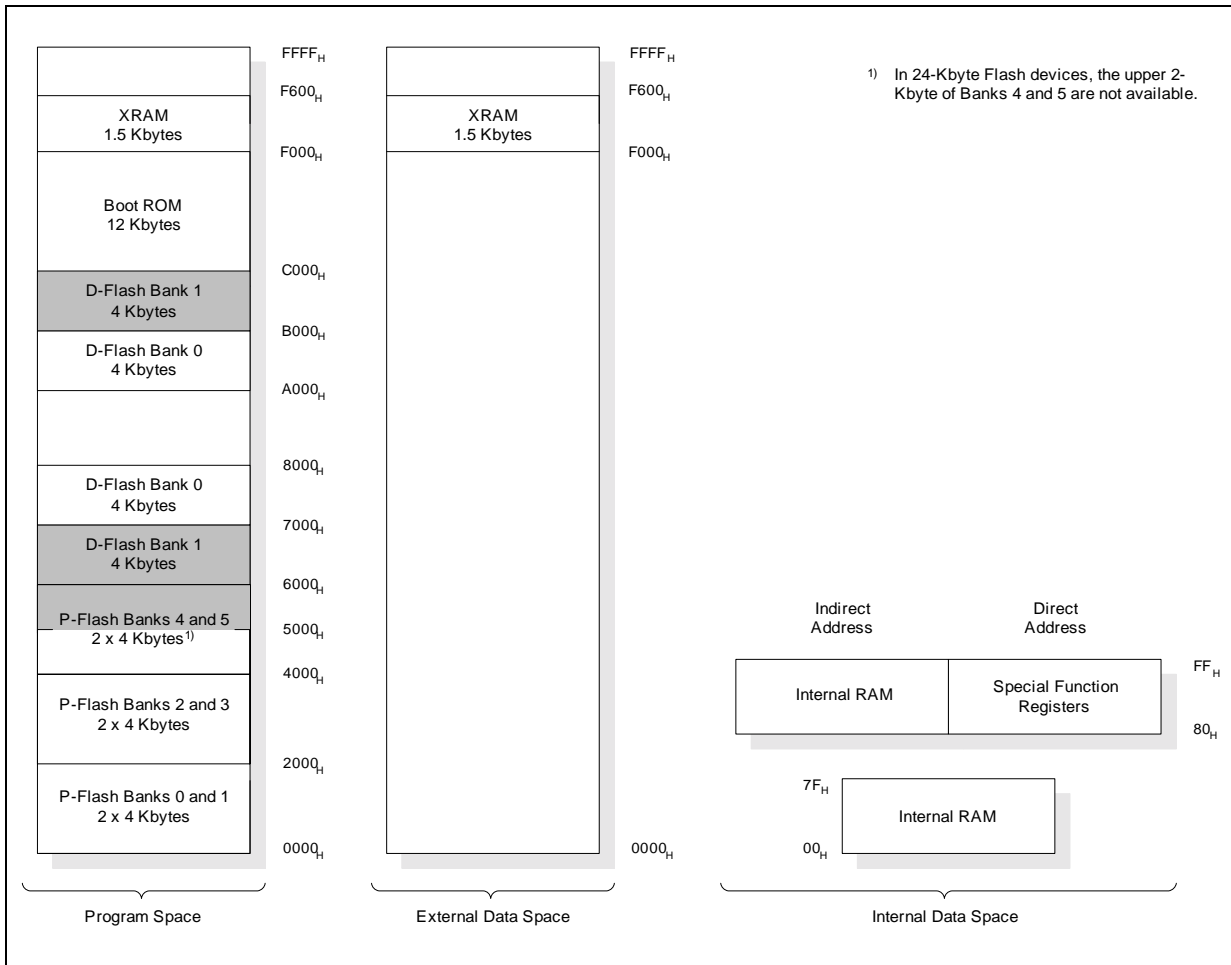 FFFFH
F600H
XRAM
1.5 Kbytes
F000H
Boot ROM
12 Kbytes
C000H
D-Flash Bank 1
4 Kbytes
B000H
D-Flash Bank 0
4 Kbytes
A000H
8000H
D-Flash Bank 0
4 Kbytes
7000H
D-Flash Bank 1
4 Kbytes
6000H
P-Flash Banks 4 and 5
2 x 4 Kbytes1)
5000H
4000H
P-Flash Banks 2 and 3
2 x 4 Kbytes
2000H
P-Flash Banks 0 and 1
2 x 4 Kbytes
0000H
Program Space
FFFFH
F600H
XRAM
1.5 Kbytes
F000H
0000H
External Data Space
1) In 24-Kbyte Flash devices, the upper 2-
Kbyte of Banks 4 and 5 are not available.
Indirect
Address
Direct
Address
FFH
Internal RAM
Special Function
Registers
80H
7FH
Internal RAM
00H
Internal Data Space